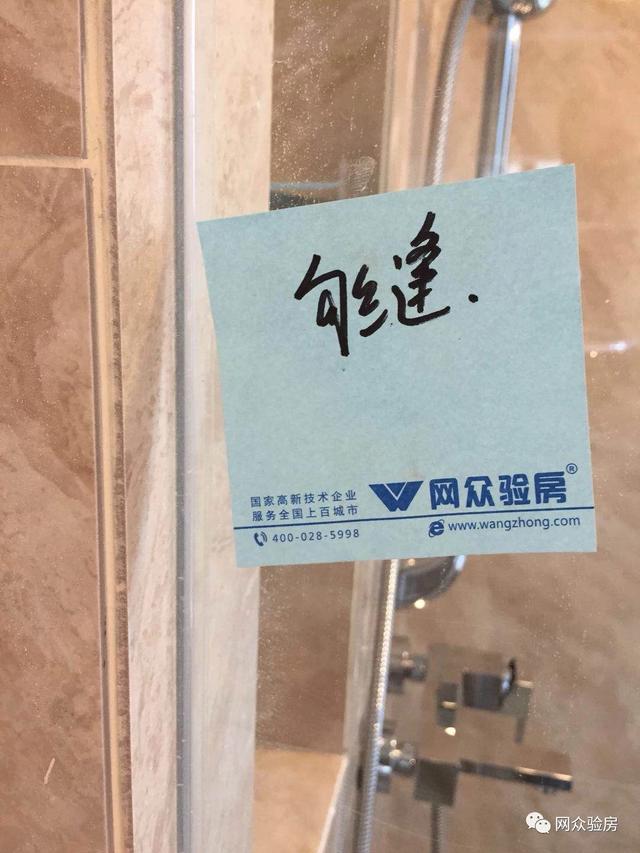 缝.
国家高新技术企业
服务全国上百城市
网众验房®
400-028-5998
www.wangzhong.com
网众验房